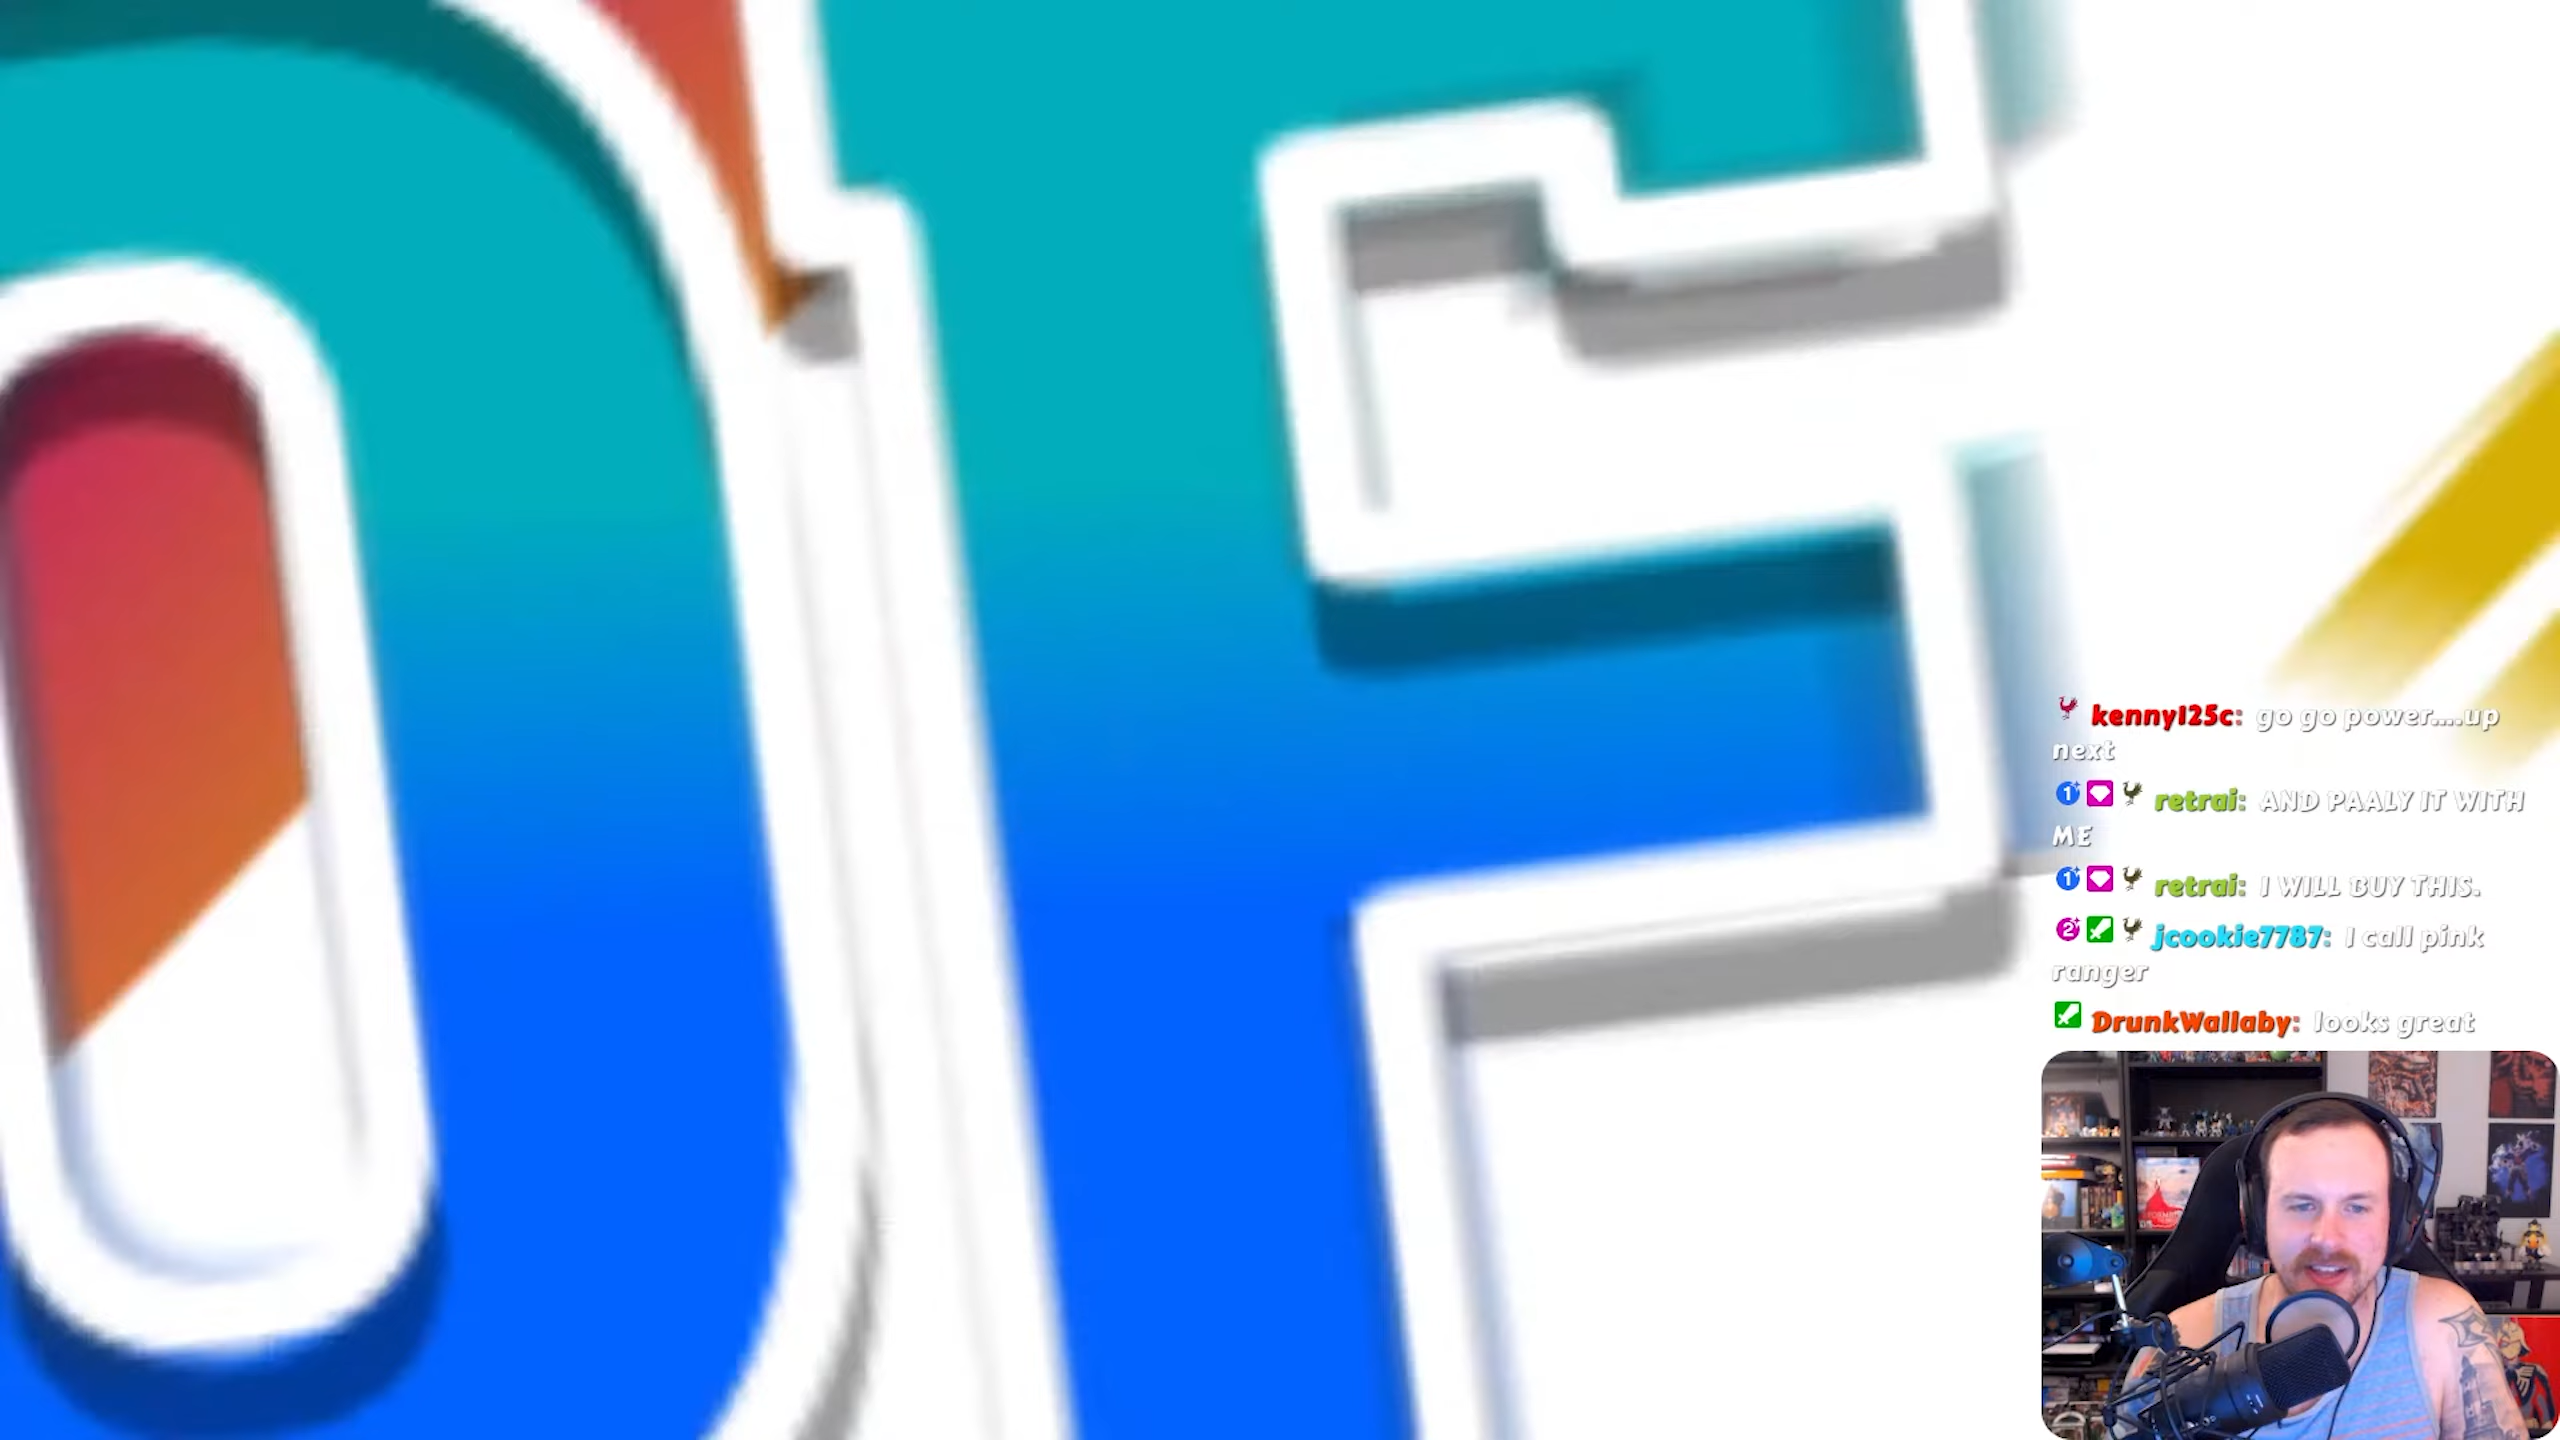 OF
kenny125c: go go power....up
next
retrai: AND PAALY IT WITH
ME
retrai: I WILL BUY THIS.
jcookie7787: I call pink
ranger
DrunkWallaby: looks great